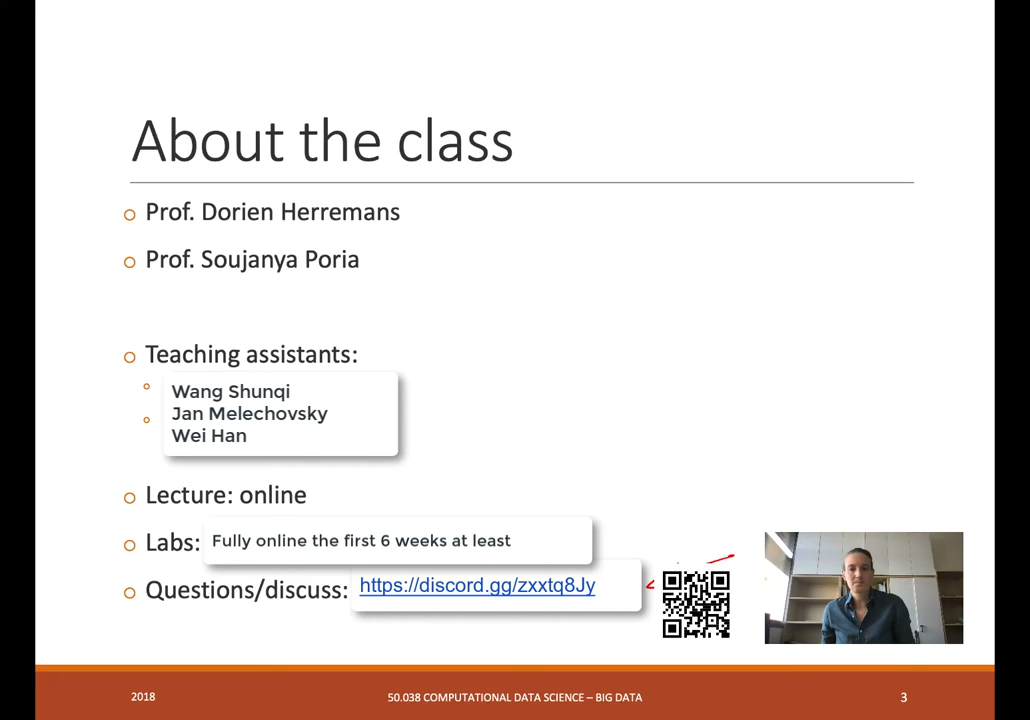 About the class
Prof. Dorien Herremans
Prof. Soujanya Poria
Teaching assistants:
Wang Shunqi
Jan Melechovsky
Wei Han
Lecture: online
Labs: Fully online the first 6 weeks at least
Questions/discuss: https://discord.gg/zxxtq8Jy
2018 50.038 COMPUTATIONAL DATA SCIENCE – BIG DATA 3